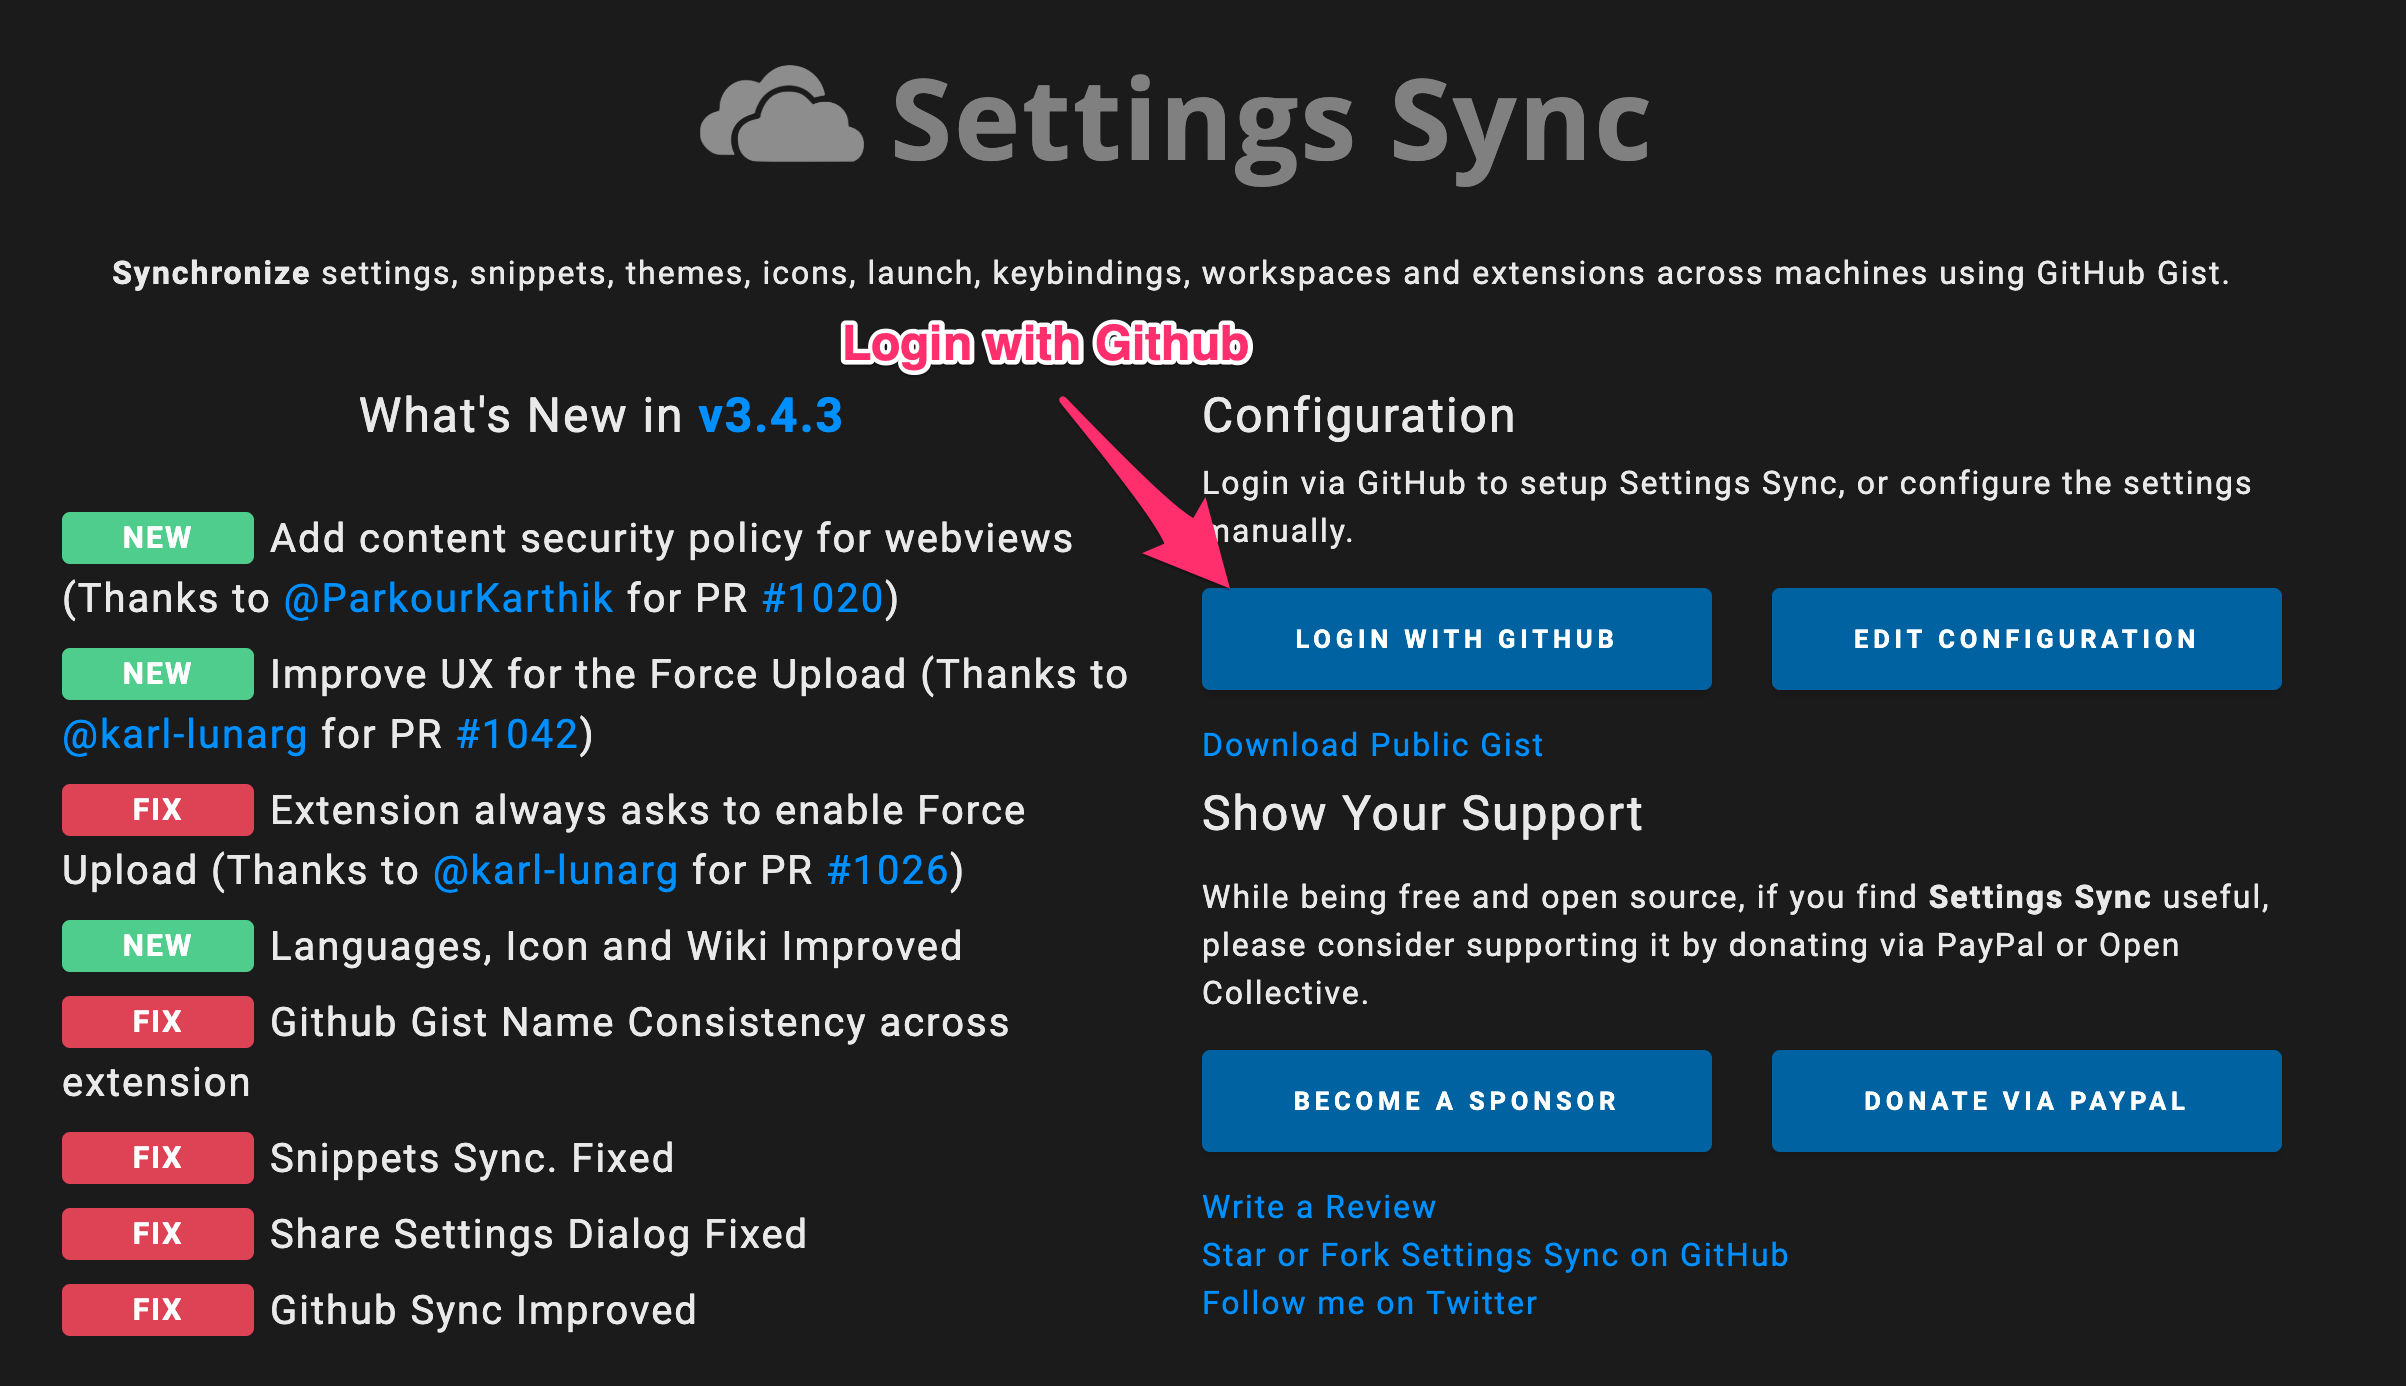 Settings Sync
Synchronize settings, snippets, themes, icons, launch, keybindings, workspaces and extensions across machines using GitHub Gist.
Login with Github
What's New in v3.4.3
NEW Add content security policy for webviews
(Thanks to @ParkourKarthik for PR #1020)
NEW Improve UX for the Force Upload (Thanks to
@karl-lunarg for PR #1042)
FIX Extension always asks to enable Force
Upload (Thanks to @karl-lunarg for PR #1026)
NEW Languages, Icon and Wiki Improved
FIX Github Gist Name Consistency across
extension
FIX Snippets Sync. Fixed
FIX Share Settings Dialog Fixed
FIX Github Sync Improved
Configuration
Login via GitHub to setup Settings Sync, or configure the settings
manually.
LOGIN WITH GITHUB
EDIT CONFIGURATION
Download Public Gist
Show Your Support
While being free and open source, if you find Settings Sync useful,
please consider supporting it by donating via PayPal or Open
Collective.
BECOME A SPONSOR
DONATE VIA PAYPAL
Write a Review
Star or Fork Settings Sync on GitHub
Follow me on Twitter